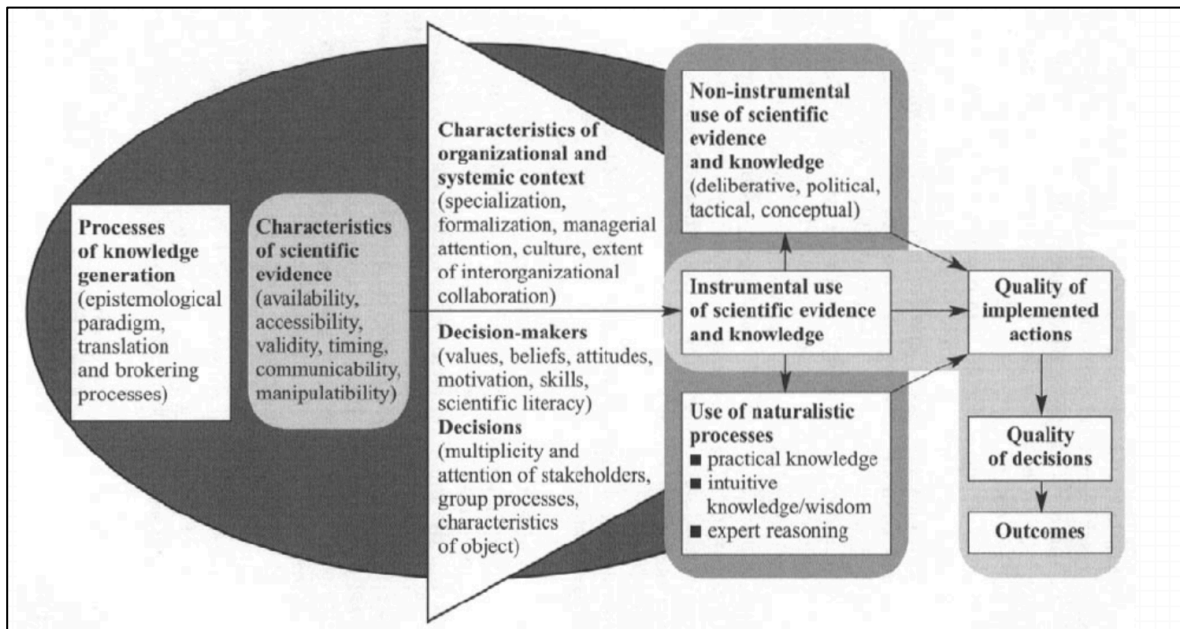 Processes
of knowledge
generation
(epistemological
paradigm,
translation
and brokering
processes)
Characteristics
of scientific
evidence
(availability,
accessibility,
validity, timing,
communicability,
manipulatibility)
Characteristics of
organizational and
systemic context
(specialization,
formalization, managerial
attention, culture, extent
of interorganizational
collaboration)
Decision-makers
(values, beliefs, attitudes,
motivation, skills,
scientific literacy)
Decisions
(multiplicity and
attention of stakeholders,
group processes,
characteristics
of object)
Non-instrumental
use of scientific
evidence
and knowledge
(deliberative, political,
tactical, conceptual)
Instrumental use
of scientific evidence
and knowledge
Use of naturalistic
processes
■ practical knowledge
■ intuitive
knowledge/wisdom
■ expert reasoning
Quality of
implemented
actions
Quality
of decisions
Outcomes